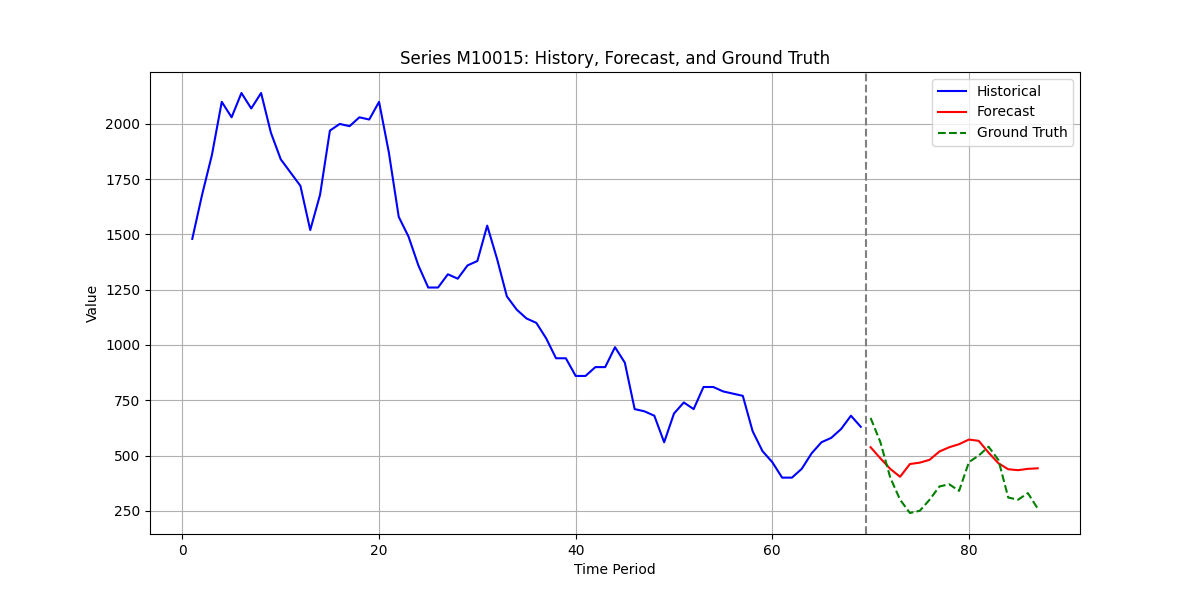 Series M10015: History, Forecast, and Ground Truth
Historical
Forecast
Ground Truth
Value
2000
1750
1500
1250
1000
750
500
250
0 20 40 60 80
Time Period